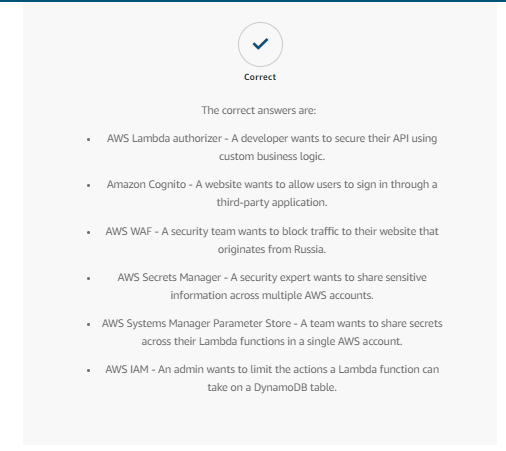 Correct
The correct answers are:
• AWS Lambda authorizer - A developer wants to secure their API using
custom business logic.
• Amazon Cognito - A website wants to allow users to sign in through a
third-party application.
• AWS WAF - A security team wants to block traffic to their website that
originates from Russia.
• AWS Secrets Manager - A security expert wants to share sensitive
information across multiple AWS accounts.
• AWS Systems Manager Parameter Store - A team wants to share secrets
across their Lambda functions in a single AWS account.
• AWS IAM - An admin wants to limit the actions a Lambda function can
take on a DynamoDB table.